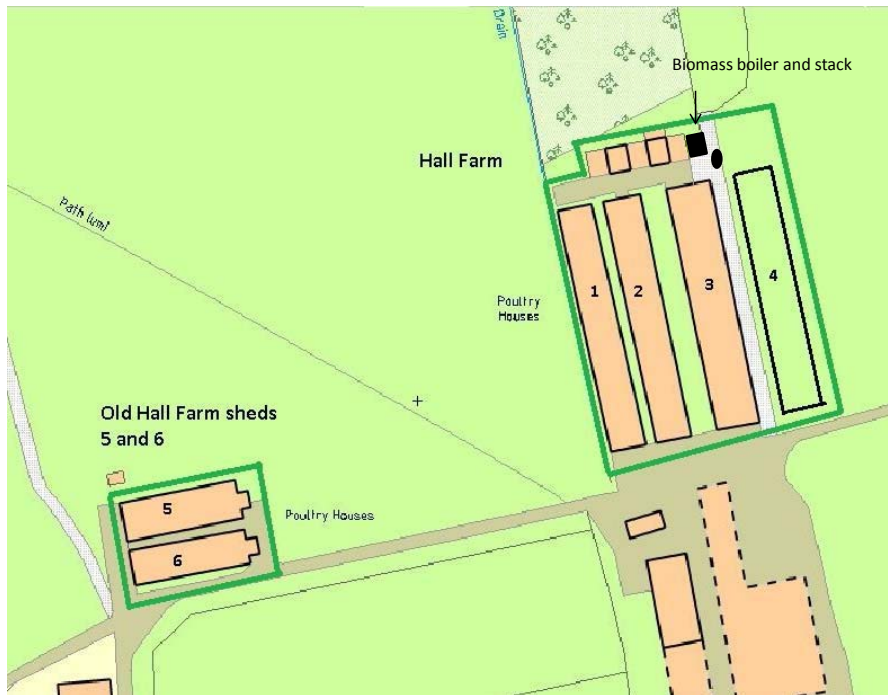 Drain
Biomass boiler and stack
Hall Farm
Path (um)
1
2
3
4
Poultry
Houses
Old Hall Farm sheds
5 and 6
5
Poultry Houses
6